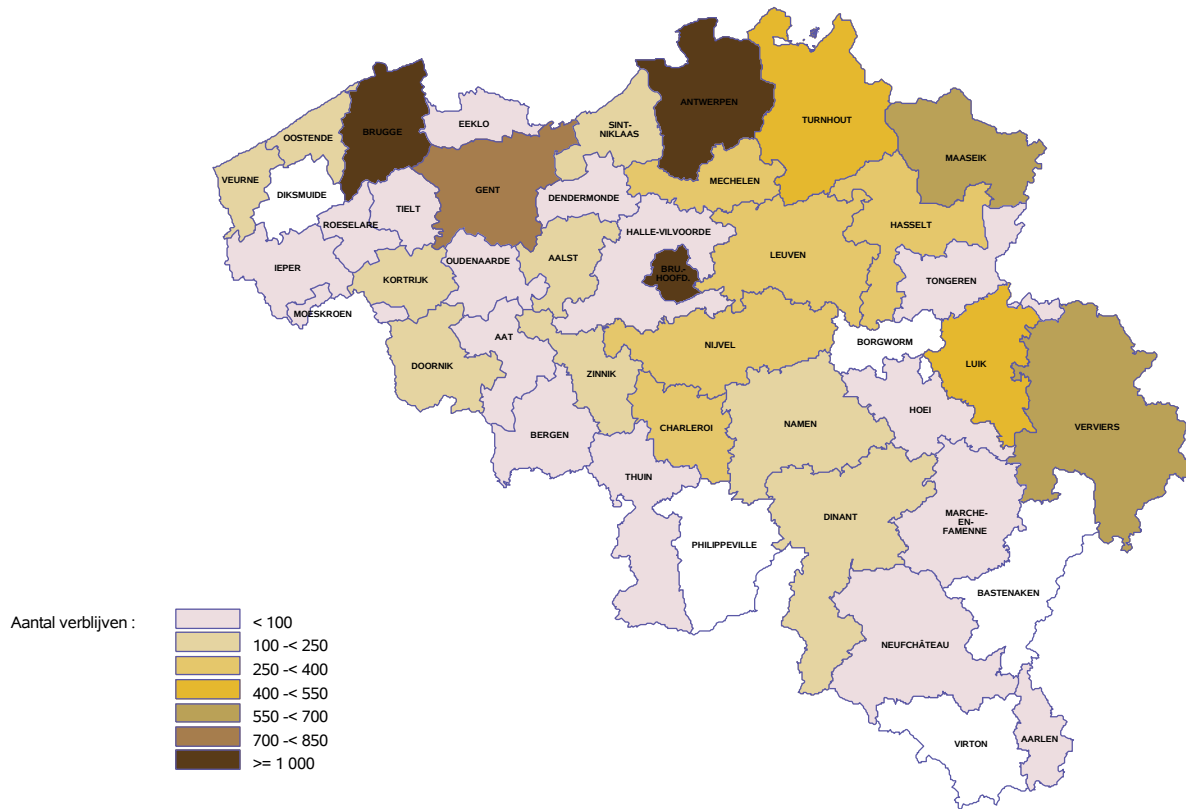 ANTWERPEN
TURNHOUT
BRUGGE
EEKLO
SINT-
NIKLAAS
OOSTENDE
MAASEIK
VEURNE
GENT
MECHELEN
DIKSMUIDE
DENDERMONDE
TIELT
ROESELARE
HALLE-VILVOORDE
HASSELT
LEUVEN
IEPER
OUDENAARDE
AALST
BRU.-
HOOFD.
KORTRIJK
TONGEREN
MOESKROEN
AAT
NIJVEL
BORGWORM
DOORNIK
ZINNIK
LUIK
HOEI
BERGEN
CHARLEROI
NAMEN
VERVIERS
THUIN
DINANT
MARCHE-
EN-
FAMENNE
PHILIPPEVILLE
BASTENAKEN
NEUFCHÂTEAU
VIRTON
AARLEN
Aantal verblijven :
< 100
100 -< 250
250 -< 400
400 -< 550
550 -< 700
700 -< 850
>= 1 000